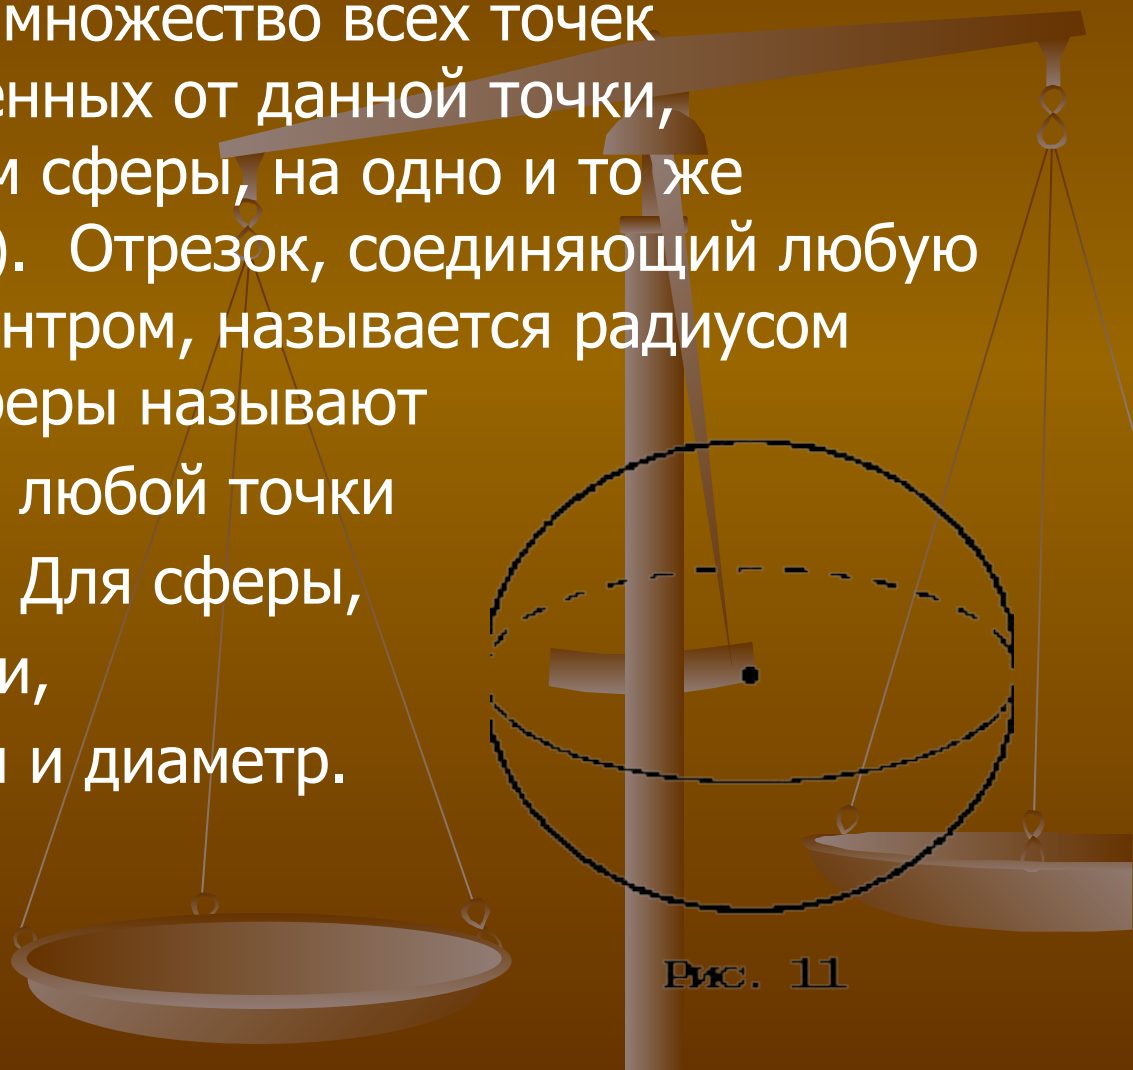 множество всех точек
енных от данной точки,
м сферы, на одно и то же
). Отрезок, соединяющий любую
нтром, называется радиусом
еры называют
любой точки
Для сферы,
и,
и и диаметр.
Рис. 11